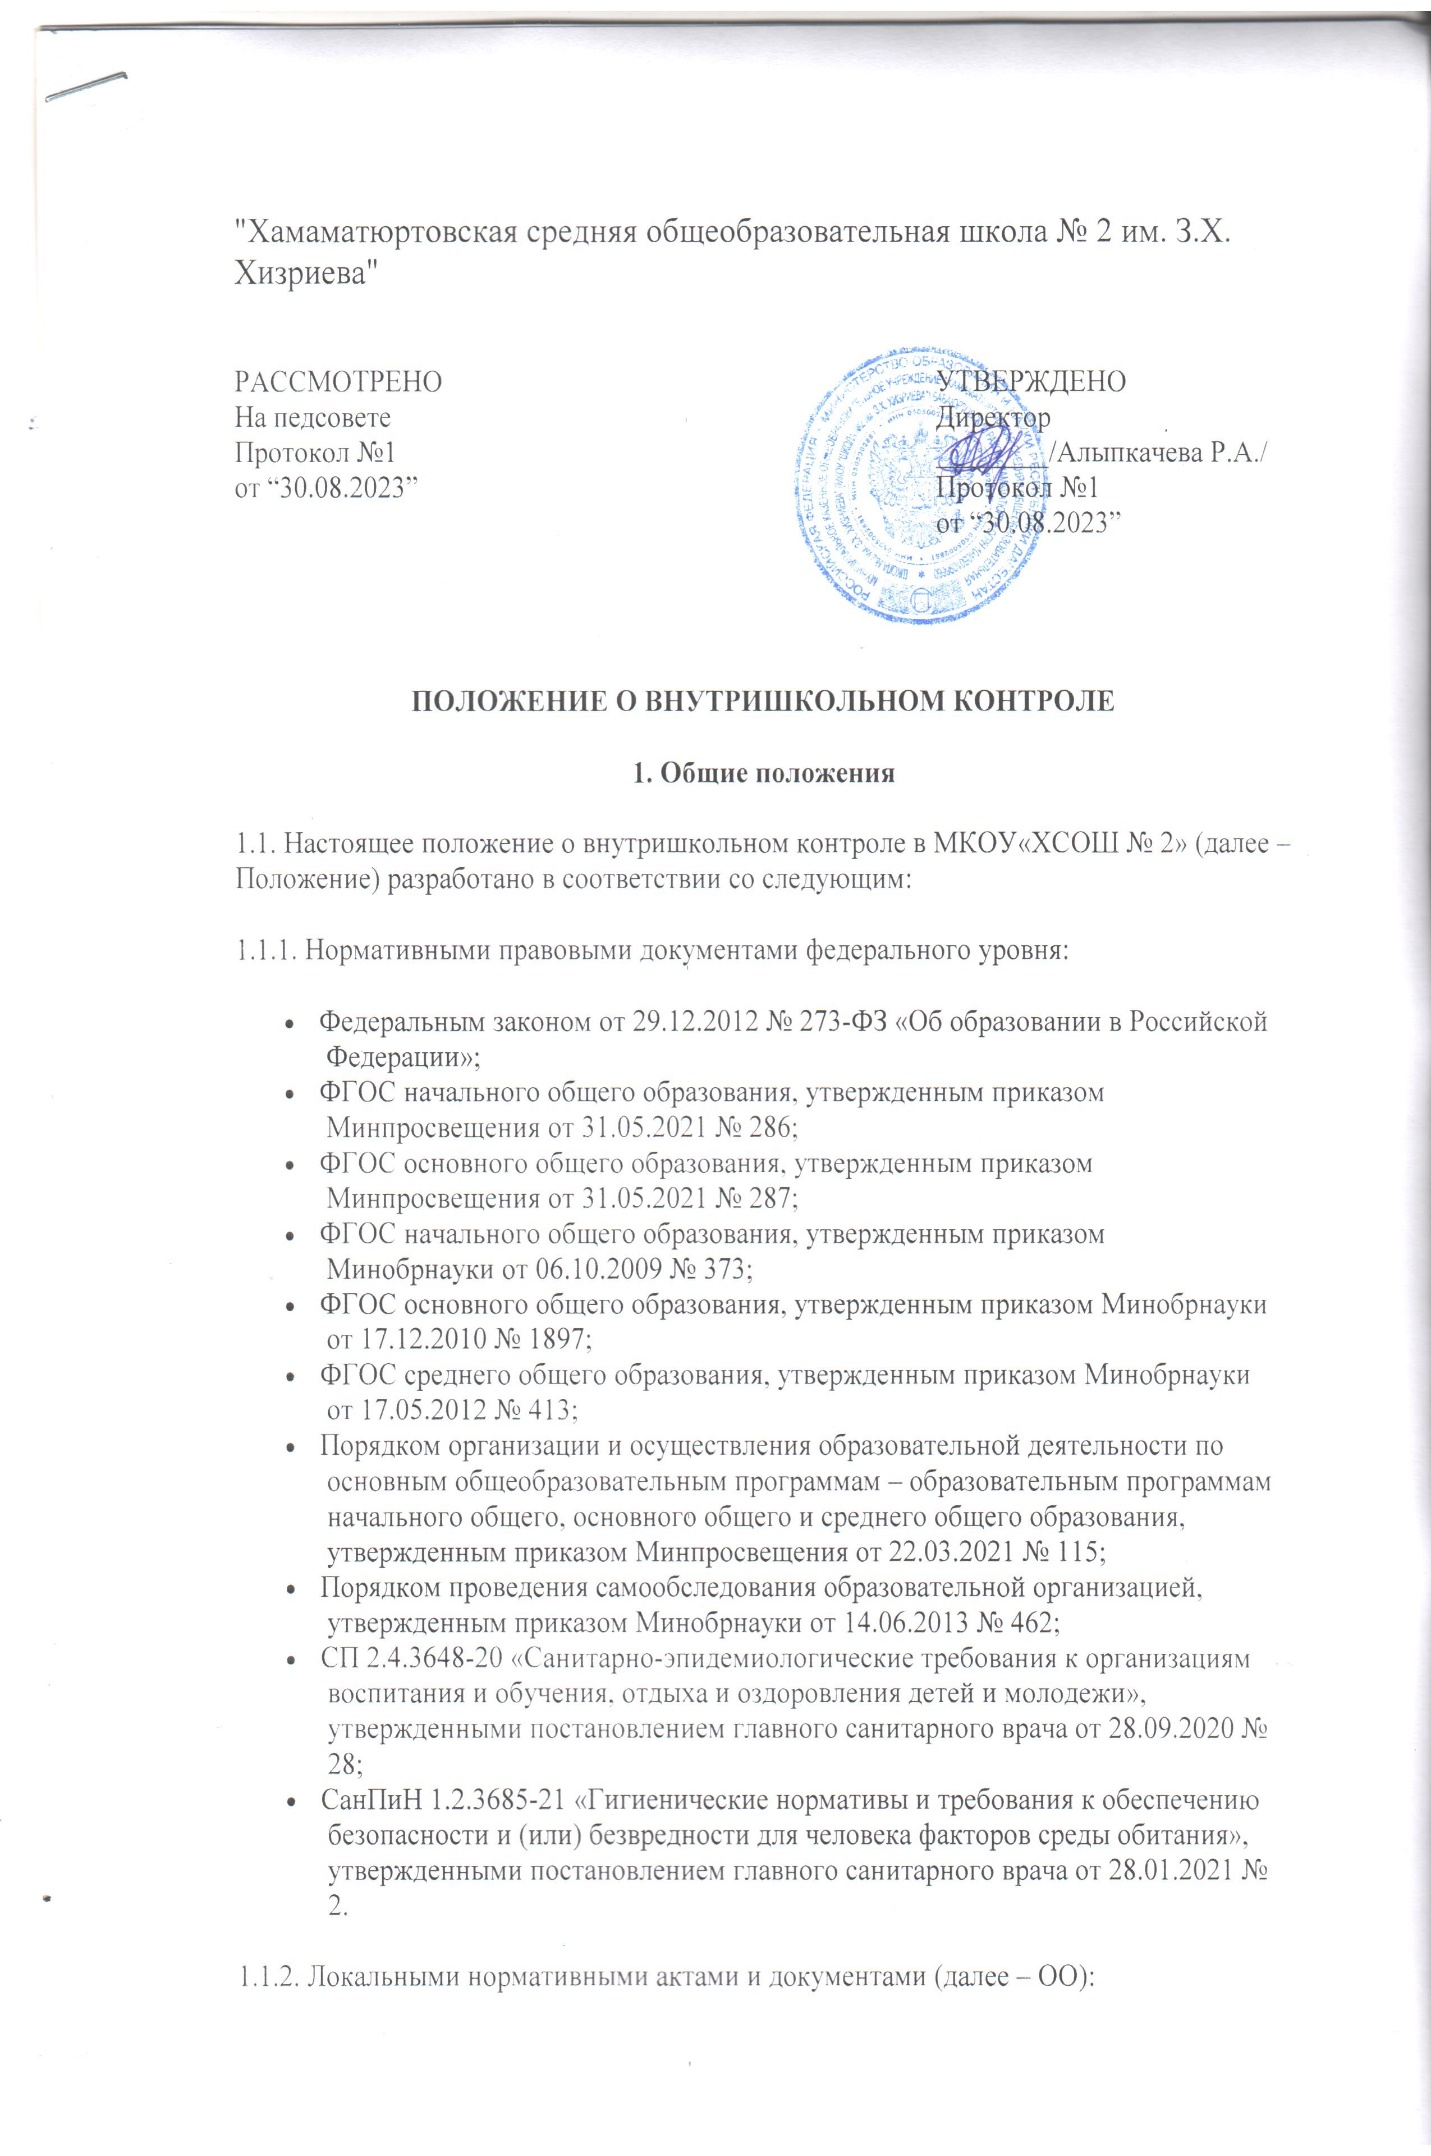 "Хамаматюртовская средняя общеобразовательная школа № 2 им. З.Х.
Хизриева"
РАССМОТРЕНО
На педсовете
Протокол №1
от “30.08.2023”
УТВЕРЖДЕНО
Директор
________/Алыпкачева Р.А./
Протокол №1
от “30.08.2023”
ПОЛОЖЕНИЕ О ВНУТРИШКОЛЬНОМ КОНТРОЛЕ
1. Общие положения
1.1. Настоящее положение о внутришкольном контроле в МКОУ«ХСОШ № 2» (далее –
Положение) разработано в соответствии со следующим:
1.1.1. Нормативными правовыми документами федерального уровня:
• Федеральным законом от 29.12.2012 № 273-ФЗ «Об образовании в Российской
Федерации»;
• ФГОС начального общего образования, утвержденным приказом
Минпросвещения от 31.05.2021 № 286;
• ФГОС основного общего образования, утвержденным приказом
Минпросвещения от 31.05.2021 № 287;
• ФГОС начального общего образования, утвержденным приказом
Минобрнауки от 06.10.2009 № 373;
• ФГОС основного общего образования, утвержденным приказом Минобрнауки
от 17.12.2010 № 1897;
• ФГОС среднего общего образования, утвержденным приказом Минобрнауки
от 17.05.2012 № 413;
• Порядком организации и осуществления образовательной деятельности по
основным общеобразовательным программам – образовательным программам
начального общего, основного общего и среднего общего образования,
утвержденным приказом Минпросвещения от 22.03.2021 № 115;
• Порядком проведения самообследования образовательной организацией,
утвержденным приказом Минобрнауки от 14.06.2013 № 462;
• СП 2.4.3648-20 «Санитарно-эпидемиологические требования к организациям
воспитания и обучения, отдыха и оздоровления детей и молодежи»,
утвержденными постановлением главного санитарного врача от 28.09.2020 №
28;
• СанПиН 1.2.3685-21 «Гигиенические нормативы и требования к обеспечению
безопасности и (или) безвредности для человека факторов среды обитания»,
утвержденными постановлением главного санитарного врача от 28.01.2021 №
2.
1.1.2. Локальными нормативными актами и документами (далее – ОО):